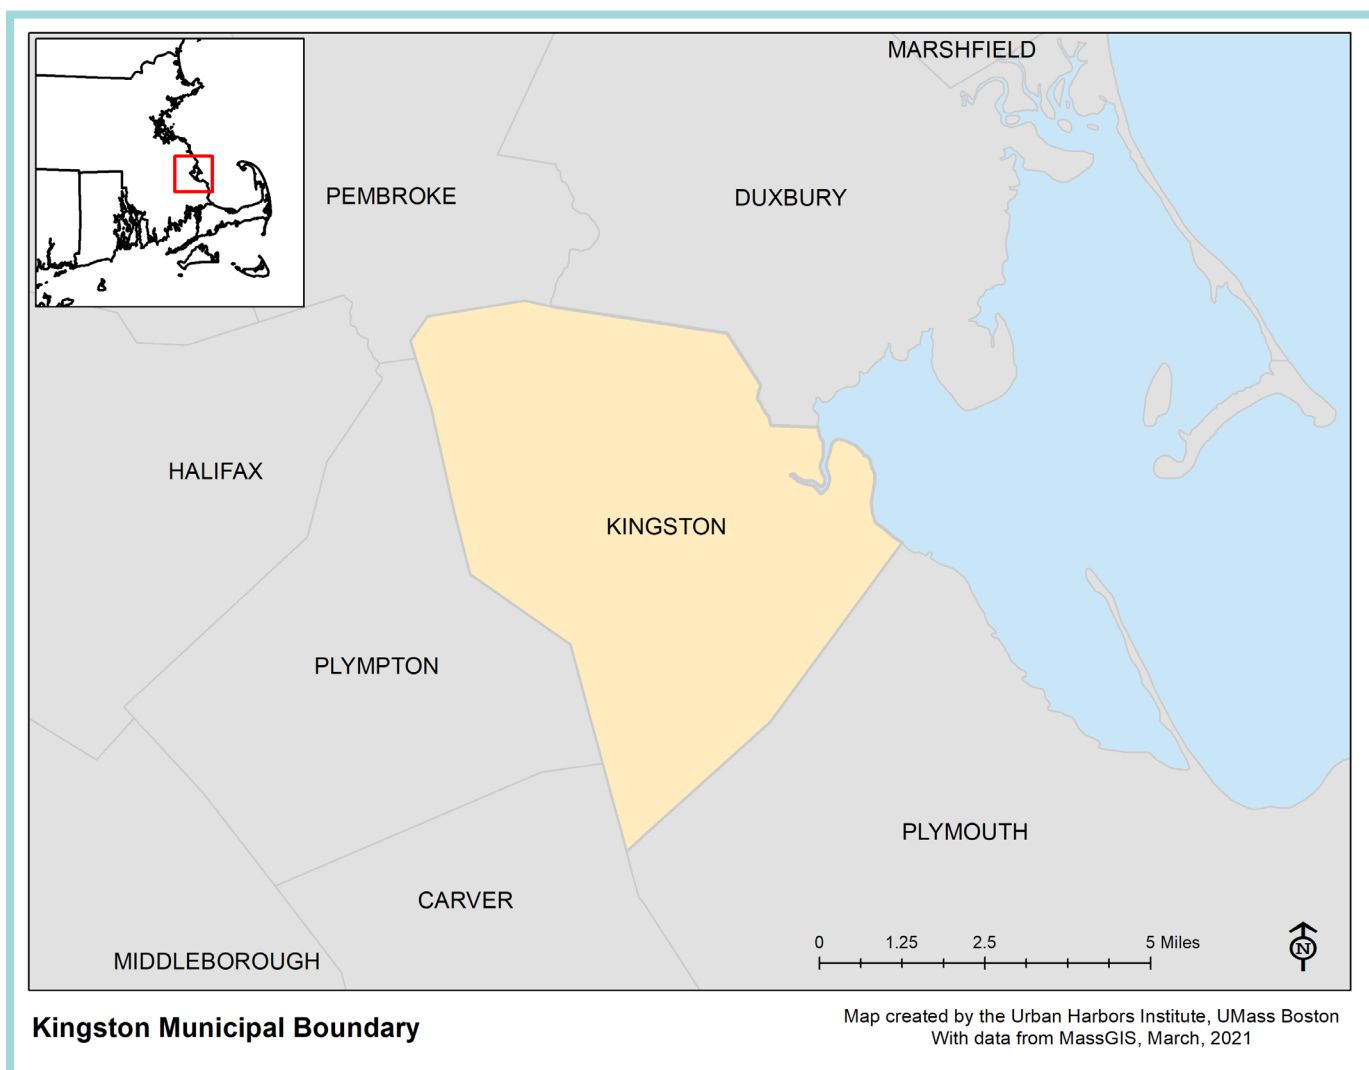 MARSHFIELD
PEMBROKE
DUXBURY
HALIFAX
KINGSTON
PLYMPTON
PLYMOUTH
CARVER
MIDDLEBOROUGH
0 1.25 2.5 5 Miles
N
Kingston Municipal Boundary
Map created by the Urban Harbors Institute, UMass Boston
With data from MassGIS, March, 2021